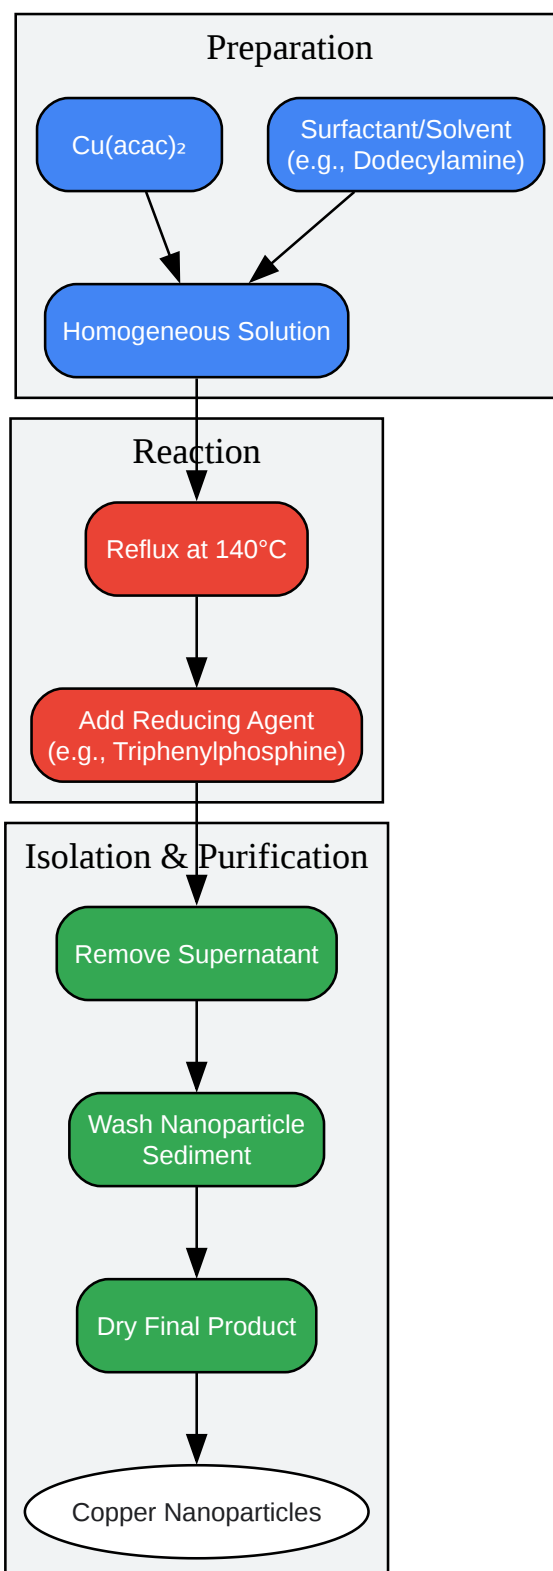 Preparation
Cu(acac)₂
Surfactant/Solvent
(e.g., Dodecylamine)
Homogeneous Solution
Reaction
Reflux at 140°C
Add Reducing Agent
(e.g., Triphenylphosphine)
Isolation & Purification
Remove Supernatant
Wash Nanoparticle
Sediment
Dry Final Product
Copper Nanoparticles